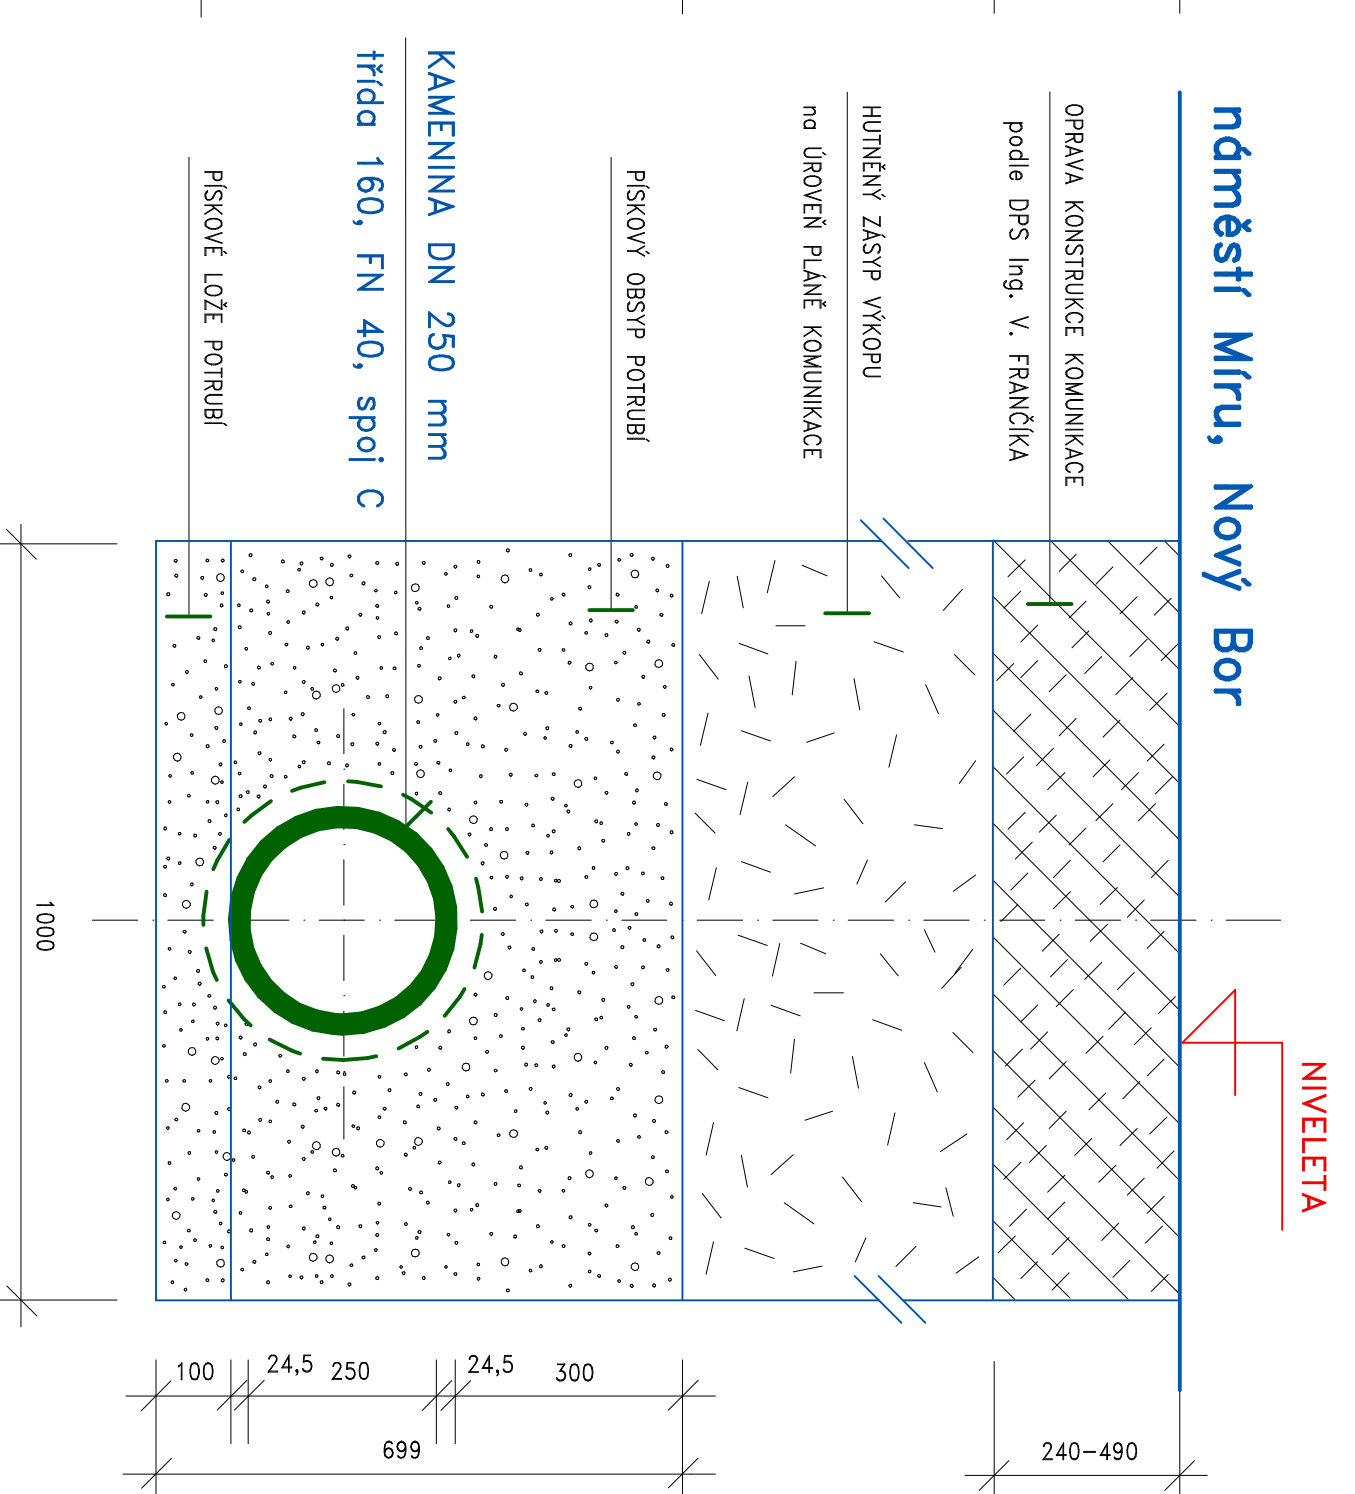 náměstí Míru, Nový Bor
NIVELETA
OPRAVA KONSTRUKCE KOMUNIKACE
podle DPS Ing. V. FRANČÍKA
HUTNĚNÝ ZÁSYP VÝKOPU
na ÚROVEŇ PLÁNĚ KOMUNIKACE
PÍSKOVÝ OBSYP POTRUBÍ
KAMENINA DN 250 mm
třída 160, FN 40, spoj C
PÍSKOVÉ LOŽE POTRUBÍ
1000
100
24,5
250
24,5
300
699
240-490